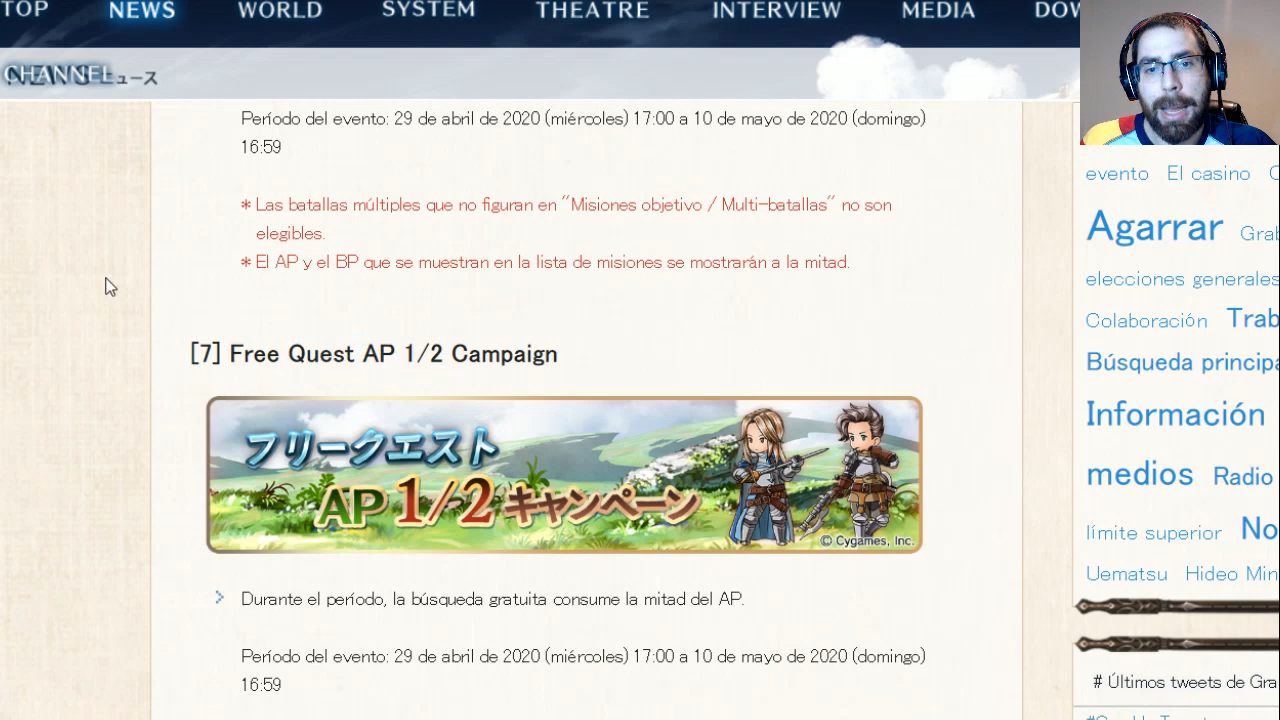 TOP NEWS WORLD SYSTEM THEATRE INTERVIEW MEDIA
CHANNEL ュース
Período del evento: 29 de abril de 2020 (miércoles) 17:00 a 10 de mayo de 2020 (domingo)
16:59
* Las batallas múltiples que no figuran en "Misiones objetivo / Multi-batallas" no son
elegibles.
* El AP y el BP que se muestran en la lista de misiones se mostrarán a la mitad.
[7] Free Quest AP 1/2 Campaign
フリークエスト
AP 1/2 キャンペーン
© Cygames, Inc.
Durante el período, la búsqueda gratuita consume la mitad del AP.
Período del evento: 29 de abril de 2020 (miércoles) 17:00 a 10 de mayo de 2020 (domingo)
16:59
evento El casino
Agarrar
elecciones generales
Colaboración
Búsqueda
Información
medios Radio
límite superior
Uematsu Hideo
# Últimos tweets de